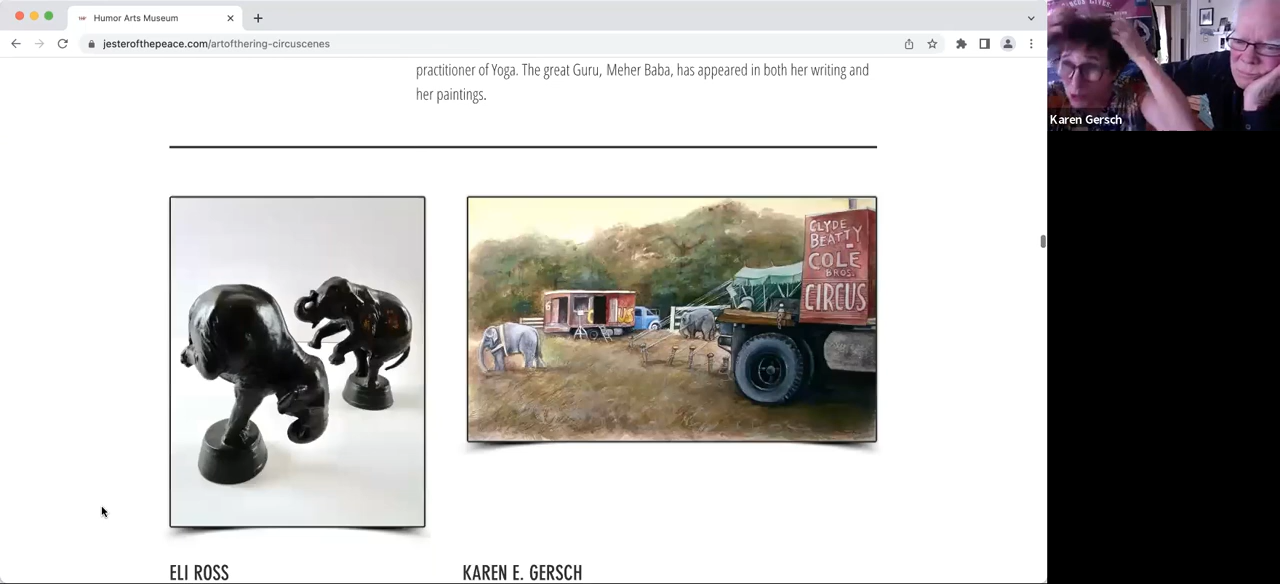 Humor Arts Museum
jesterofthepeace.com/artofthering-circuscenes
practitioner of Yoga. The great Guru, Meher Baba, has appeared in both her writing and
her paintings.
CLYDE
BEATTY
COLE
BROS.
CIRCUS
ELI ROSS
KAREN E. GERSCH
Karen Gersch